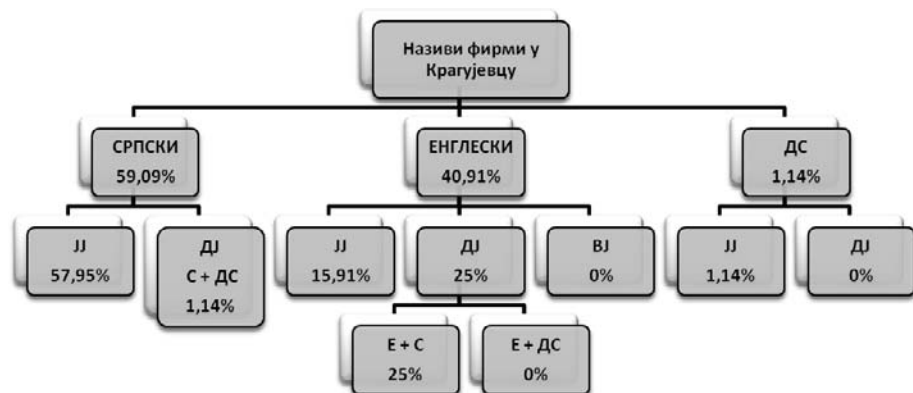 Називи фирми у
Крагујевцу
СРПСКИ
59,09%
ЕНГЛЕСКИ
40,91%
ДС
1,14%
ЈЈ
57,95%
ДЈ
С + ДС
1,14%
ЈЈ
15,91%
ДЈ
25%
ВЈ
0%
ЈЈ
1,14%
ДЈ
0%
Е + С
25%
Е + ДС
0%